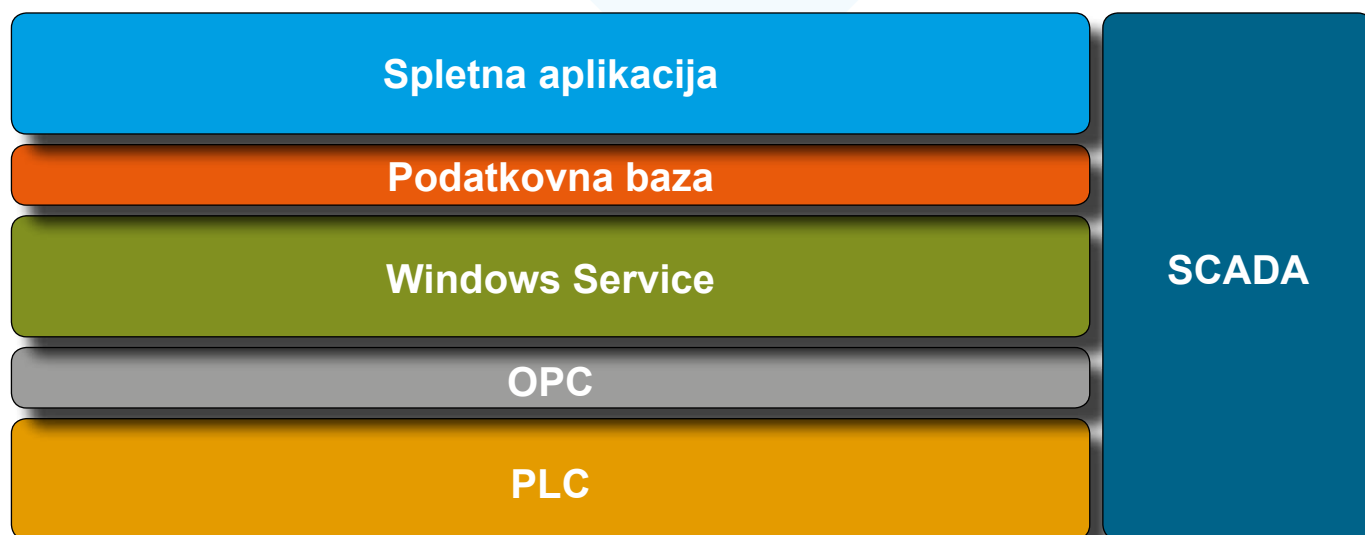 Spletna aplikacija
Podatkovna baza
Windows Service
SCADA
OPC
PLC